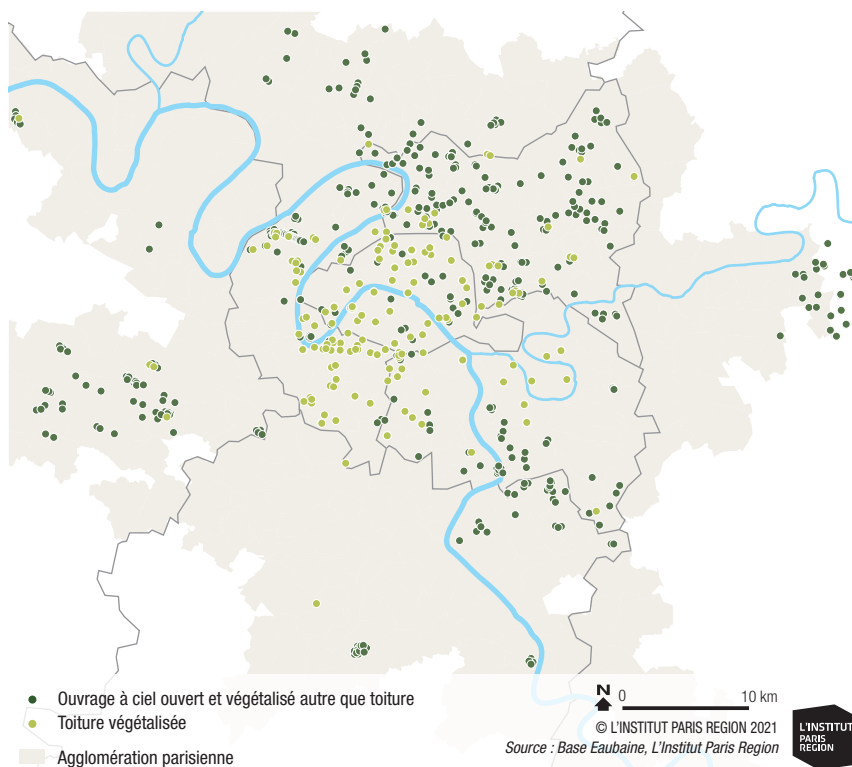 Ouvrage à ciel ouvert et végétalisé autre que toiture
Toiture végétalisée
Agglomération parisienne
N
0 10 km
© L'INSTITUT PARIS REGION 2021
Source : Base Eaubaine, L'Institut Paris Region
L'INSTITUT
PARIS
REGION